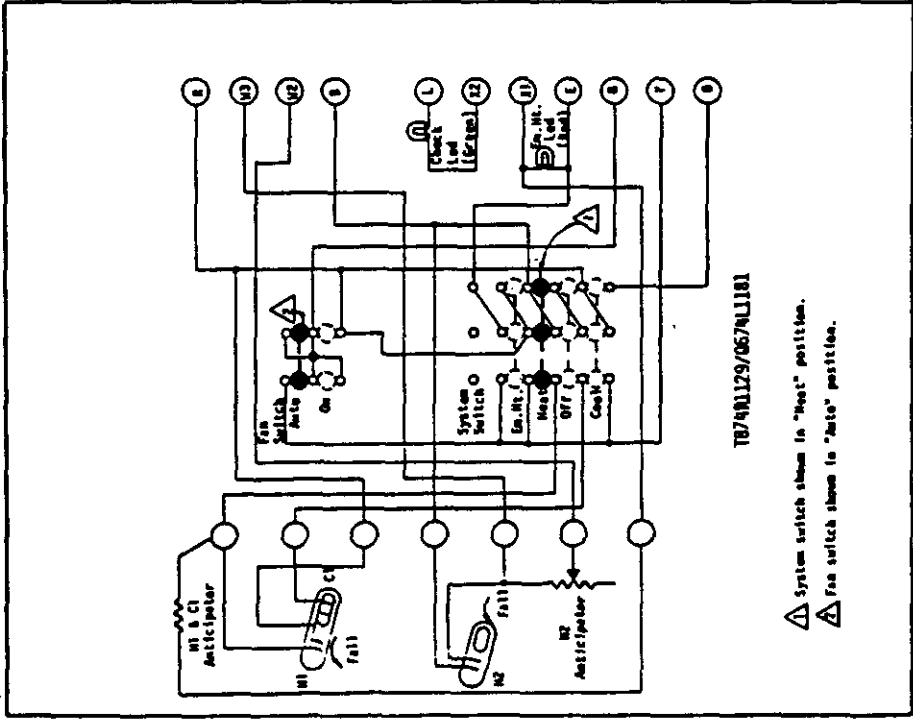 R
W3
W2
L
X2
X1
E
Y
Check
Led
(Green)
Em.Ht.
Led
(Red)
Fan
Switch
Auto
On
System
Switch
Em.Ht.
Heat
Off
Cool
H1 & C1
Anticipator
C1
Fall
H1
Fall
H2
H2
Anticipator
System switch shown in "Heat" position.
Fan switch shown in "Auto" position.